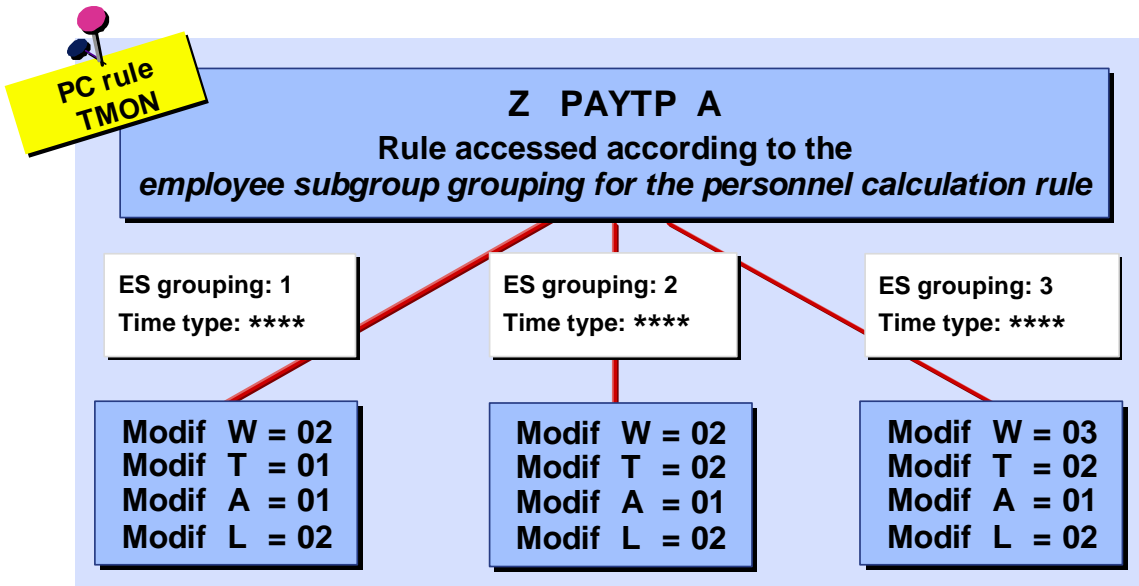 PC rule
TMON
Z PAYTP A
Rule accessed according to the
employee subgroup grouping for the personnel calculation rule
ES grouping: 1
Time type: ****
ES grouping: 2
Time type: ****
ES grouping: 3
Time type: ****
Modif W = 02
Modif T = 01
Modif A = 01
Modif L = 02
Modif W = 02
Modif T = 02
Modif A = 01
Modif L = 02
Modif W = 03
Modif T = 02
Modif A = 01
Modif L = 02